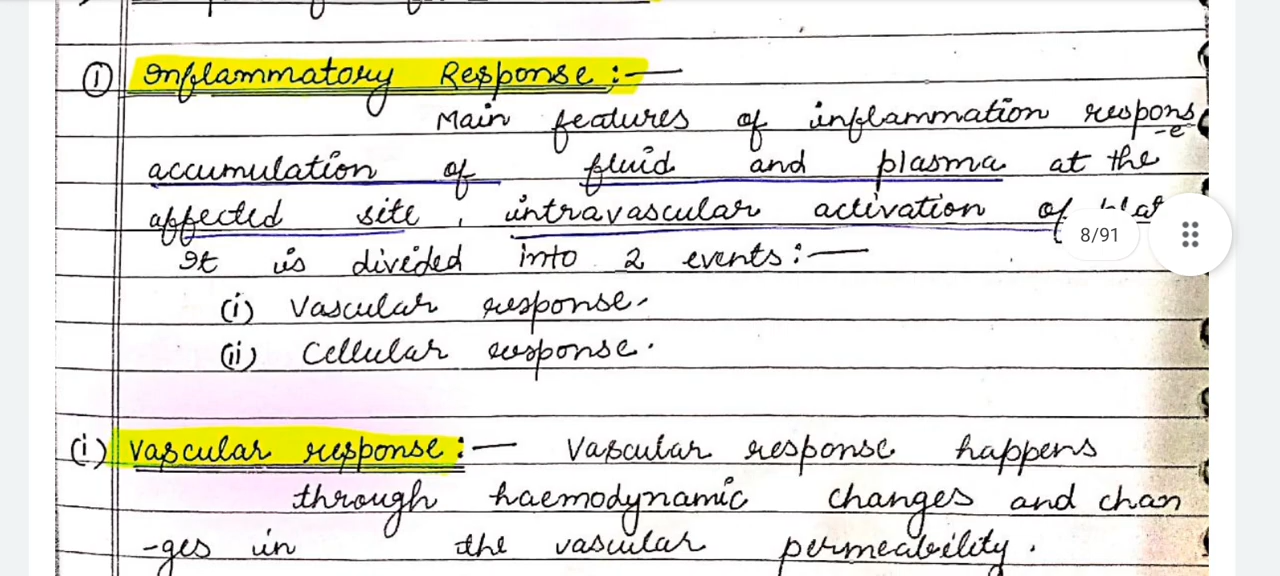 ① Inflammatory Response :—
Main features of inflammation respons
-e
accumulation of fluid and plasma at the
affected site, intravascular activation of
8/91
It is divided into 2 events :—
(i) Vascular response.
(ii) Cellular response.
(i) Vascular response :— Vascular response happens
through haemodynamic changes and chan
-ges in the vascular permeability.